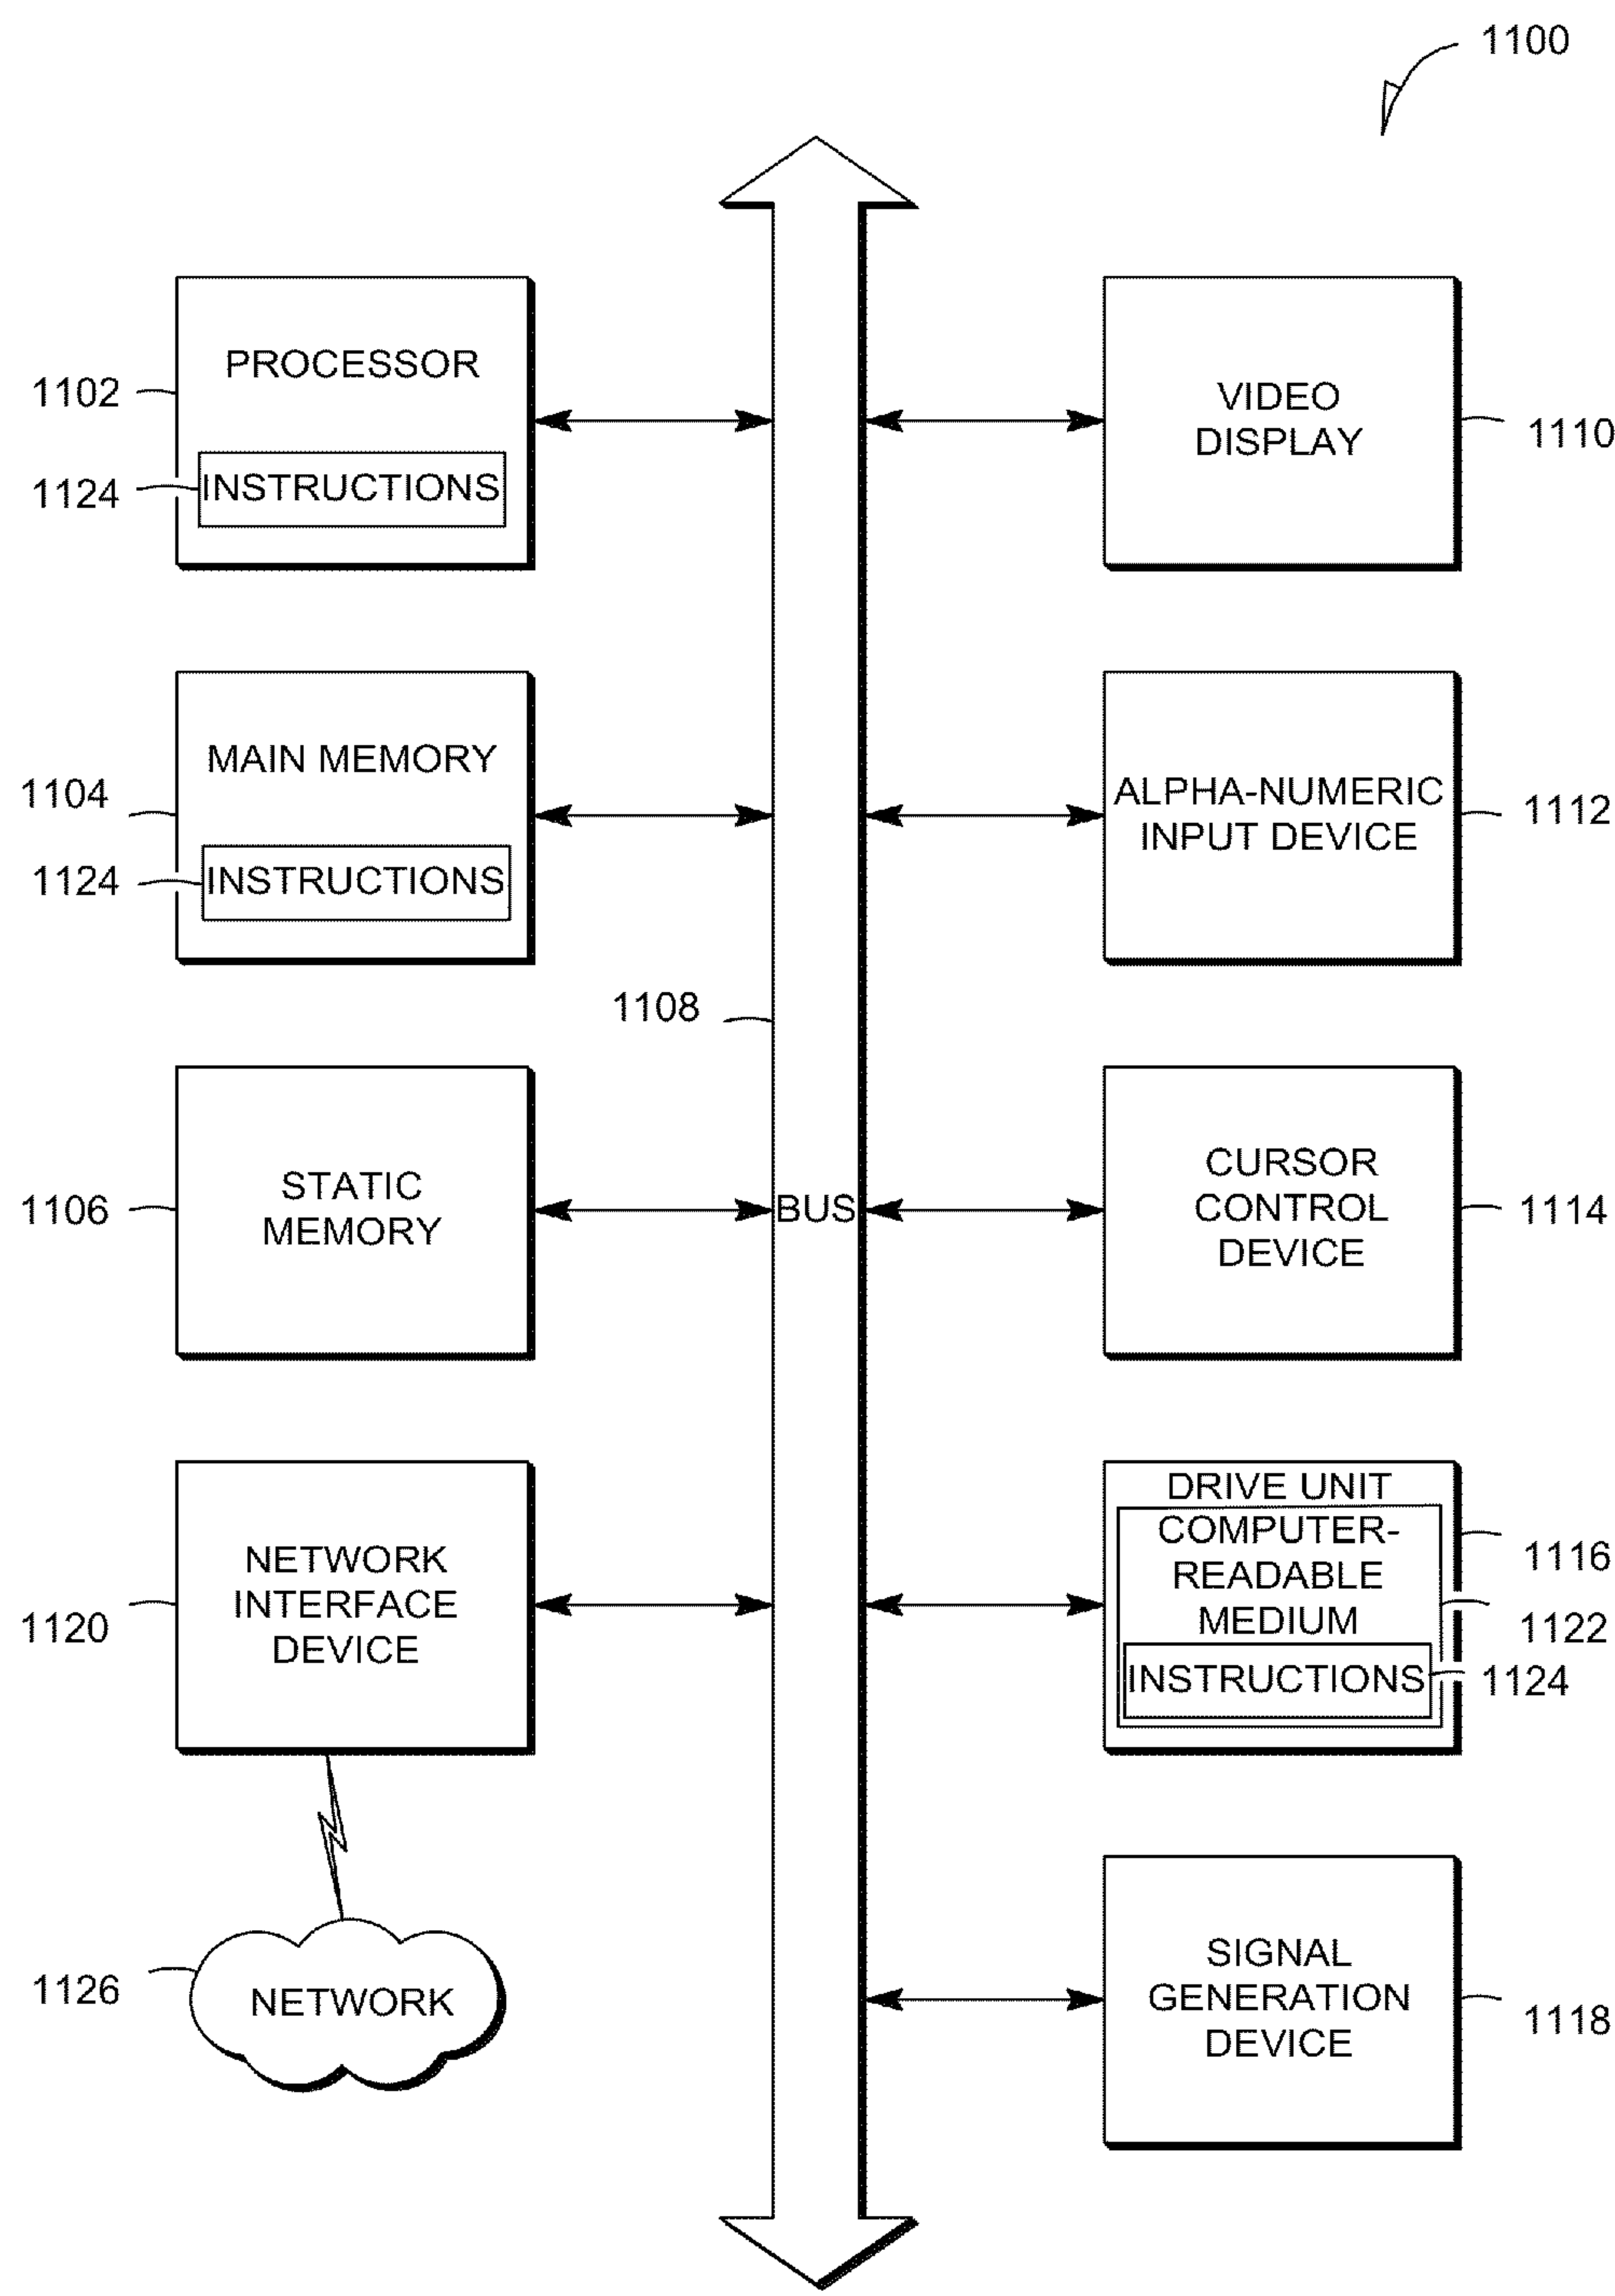 1100
PROCESSOR
1102
INSTRUCTIONS
1124
VIDEO
DISPLAY
1110
MAIN MEMORY
1104
INSTRUCTIONS
1124
ALPHA-NUMERIC
INPUT DEVICE
1112
1108
STATIC
MEMORY
1106
BUS
CURSOR
CONTROL
DEVICE
1114
NETWORK
INTERFACE
DEVICE
1120
DRIVE UNIT
COMPUTER-
READABLE
MEDIUM
INSTRUCTIONS
1116
1122
1124
NETWORK
1126
SIGNAL
GENERATION
DEVICE
1118